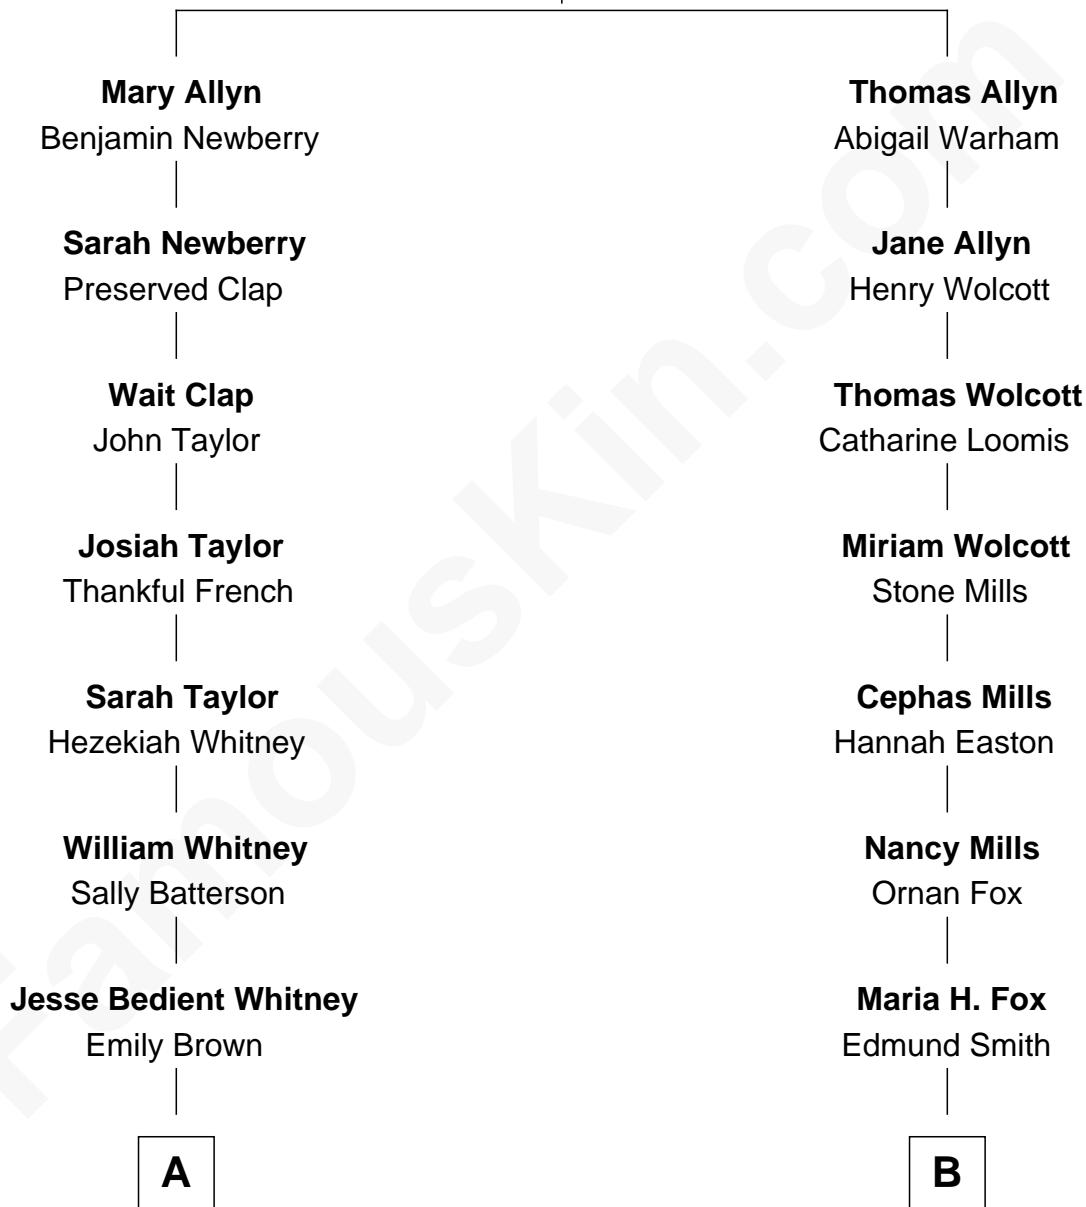 Mary Allyn
Benjamin Newberry
Sarah Newberry
Preserved Clap
Wait Clap
John Taylor
Josiah Taylor
Thankful French
Sarah Taylor
Hezekiah Whitney
William Whitney
Sally Batterson
Jesse Bedient Whitney
Emily Brown
A
Thomas Allyn
Abigail Warham
Jane Allyn
Henry Wolcott
Thomas Wolcott
Catharine Loomis
Miriam Wolcott
Stone Mills
Cephas Mills
Hannah Easton
Nancy Mills
Ornan Fox
Maria H. Fox
Edmund Smith
B
FamousKin.com